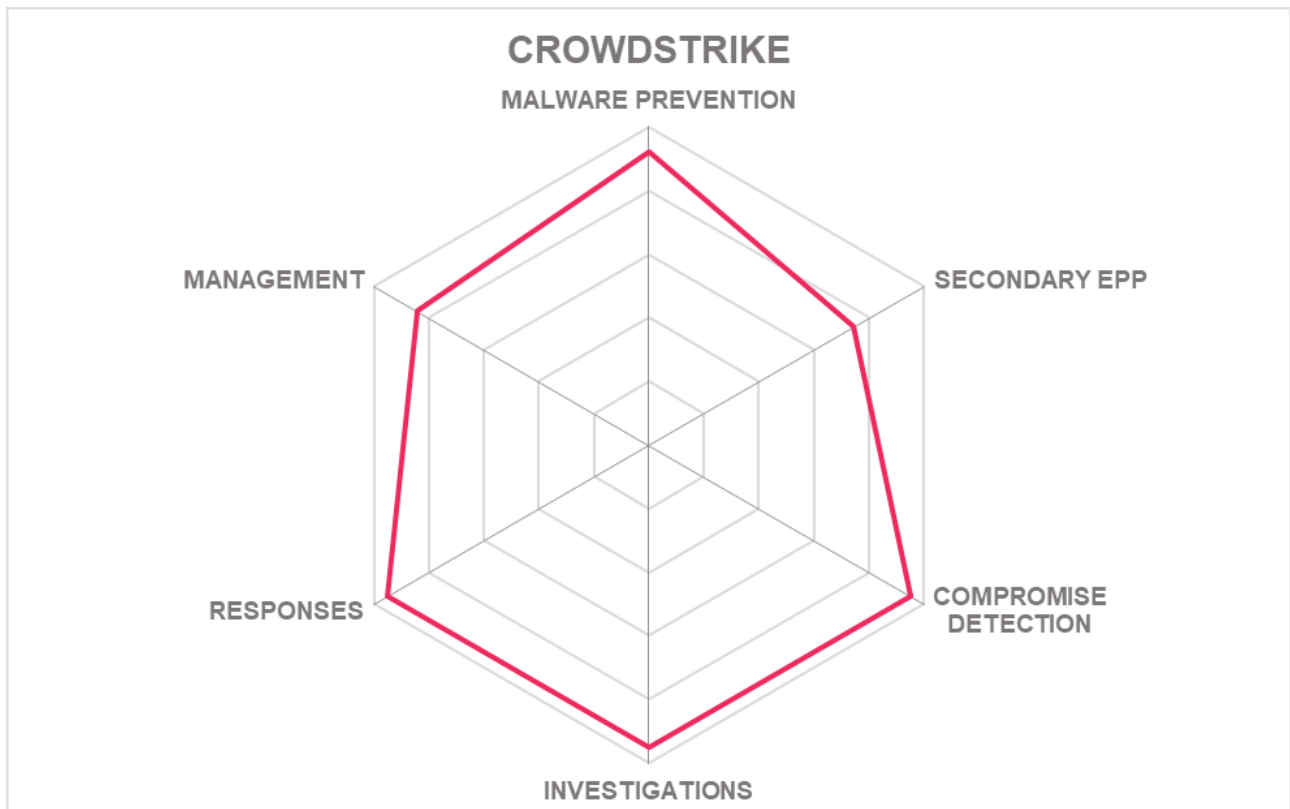 CROWDSTRIKE
MALWARE PREVENTION
MANAGEMENT
SECONDARY EPP
RESPONSES
COMPROMISE
DETECTION
INVESTIGATIONS